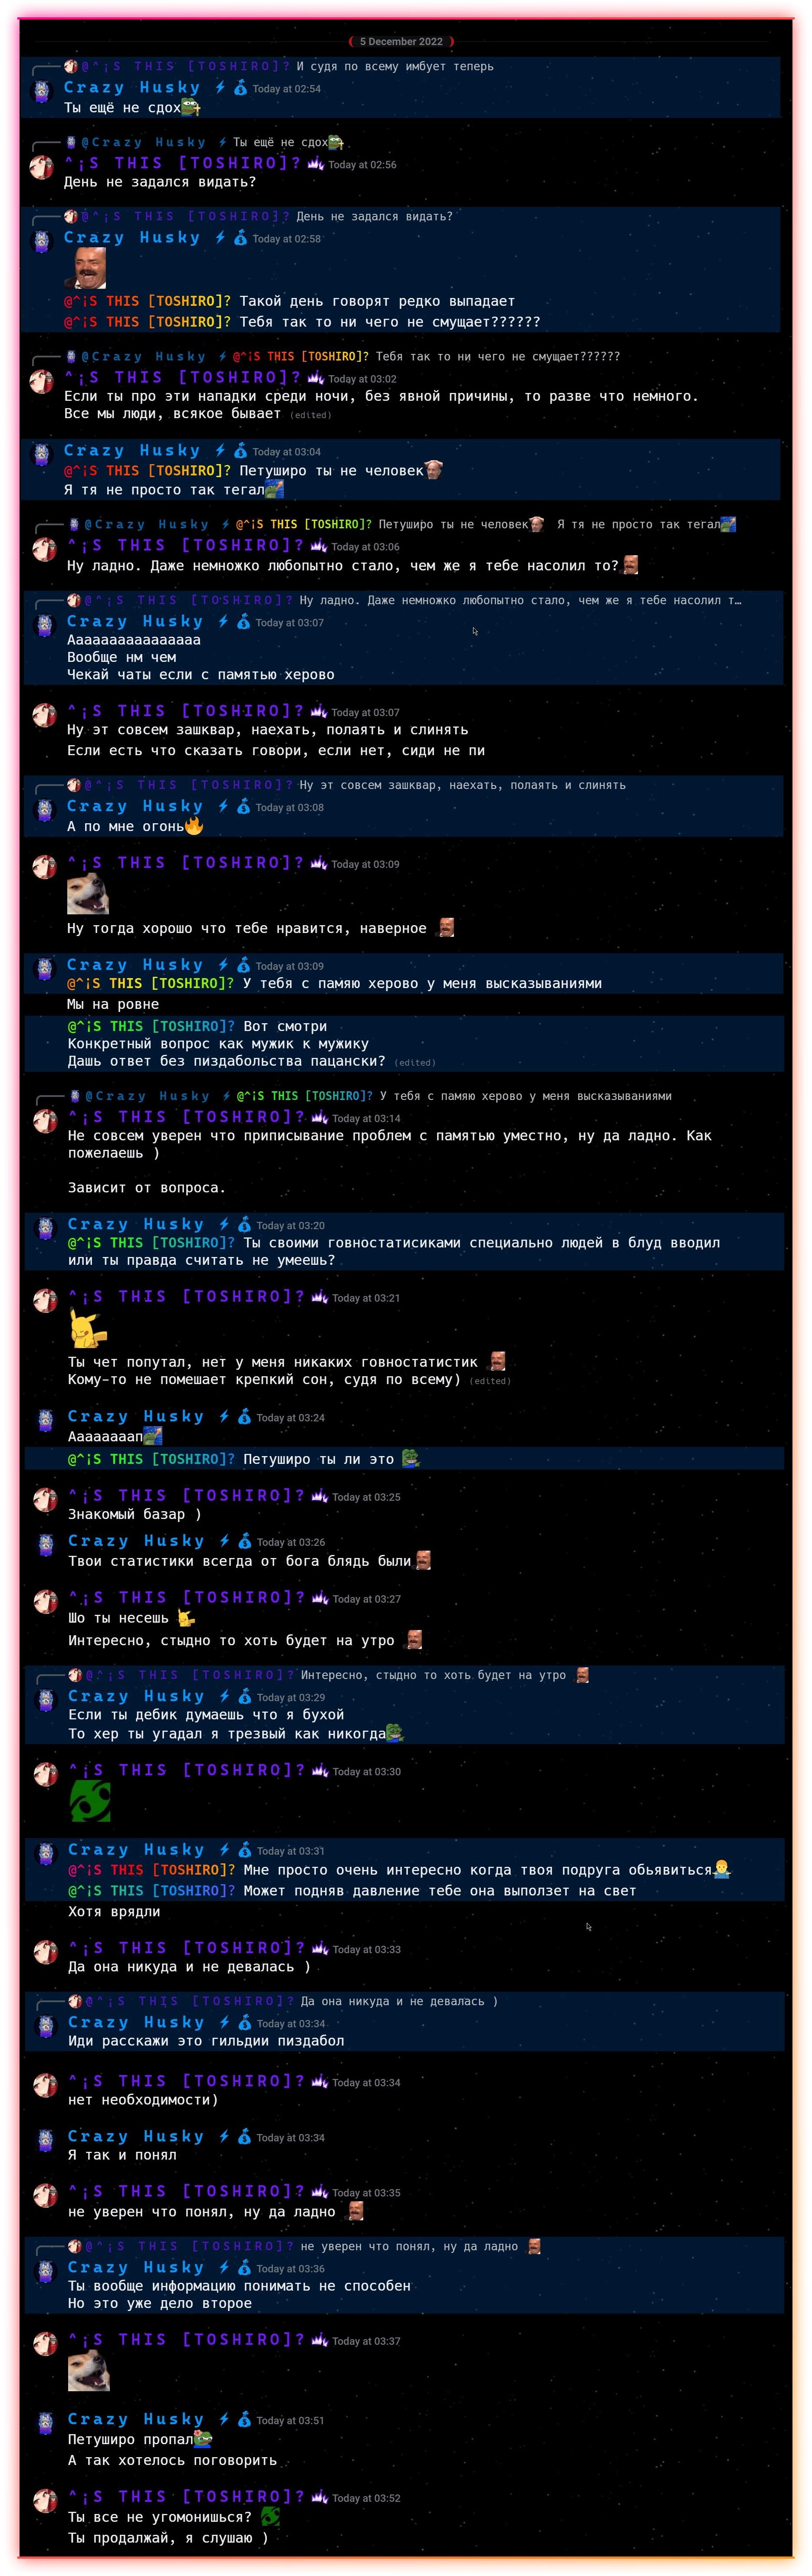 5 December 2022
@^¡S THIS [TOSHIRO]? И судя по всему имбует теперь
Crazy Husky Today at 02:54
Ты ещё не сдох
@Crazy Husky Ты ещё не сдох
^¡S THIS [TOSHIRO]? Today at 02:56
День не задался видать?
@^¡S THIS [TOSHIRO]? День не задался видать?
Crazy Husky Today at 02:58
@^¡S THIS [TOSHIRO]? Такой день говорят редко выпадает
@^¡S THIS [TOSHIRO]? Тебя так то ни чего не смущает??????
@Crazy Husky @^¡S THIS [TOSHIRO]? Тебя так то ни чего не смущает??????
^¡S THIS [TOSHIRO]? Today at 03:02
Если ты про эти нападки среди ночи, без явной причины, то разве что немного.
Все мы люди, всякое бывает (edited)
Crazy Husky Today at 03:04
@^¡S THIS [TOSHIRO]? Петуширо ты не человек
Я тя не просто так тегал
@Crazy Husky @^¡S THIS [TOSHIRO]? Петуширо ты не человек Я тя не просто так тегал
^¡S THIS [TOSHIRO]? Today at 03:06
Ну ладно. Даже немножко любопытно стало, чем же я тебе насолил то?
@^¡S THIS [TOSHIRO]? Ну ладно. Даже немножко любопытно стало, чем же я тебе насолил т…
Crazy Husky Today at 03:07
Аааааааааааааааа
Вообще нм чем
Чекай чаты если с памятью херово
^¡S THIS [TOSHIRO]? Today at 03:07
Ну эт совсем зашквар, наехать, полаять и слинять
Если есть что сказать говори, если нет, сиди не пи
@^¡S THIS [TOSHIRO]? Ну эт совсем зашквар, наехать, полаять и слинять
Crazy Husky Today at 03:08
А по мне огонь
^¡S THIS [TOSHIRO]? Today at 03:09
Ну тогда хорошо что тебе нравится, наверное
Crazy Husky Today at 03:09
@^¡S THIS [TOSHIRO]? У тебя с памяю херово у меня высказываниями
Мы на ровне
@^¡S THIS [TOSHIRO]? Вот смотри
Конкретный вопрос как мужик к мужику
Дашь ответ без пиздабольства пацански? (edited)
@Crazy Husky @^¡S THIS [TOSHIRO]? У тебя с памяю херово у меня высказываниями
^¡S THIS [TOSHIRO]? Today at 03:14
Не совсем уверен что приписывание проблем с памятью уместно, ну да ладно. Как
пожелаешь )
Зависит от вопроса.
Crazy Husky Today at 03:20
@^¡S THIS [TOSHIRO]? Ты своими говностатисиками специально людей в блуд вводил
или ты правда считать не умеешь?
^¡S THIS [TOSHIRO]? Today at 03:21
Ты чет попутал, нет у меня никаких говностатистик
Кому-то не помешает крепкий сон, судя по всему) (edited)
Crazy Husky Today at 03:24
Ааааааааап
@^¡S THIS [TOSHIRO]? Петуширо ты ли это
^¡S THIS [TOSHIRO]? Today at 03:25
Знакомый базар )
Crazy Husky Today at 03:26
Твои статистики всегда от бога блядь были
^¡S THIS [TOSHIRO]? Today at 03:27
Шо ты несешь
Интересно, стыдно то хоть будет на утро
@^¡S THIS [TOSHIRO]? Интересно, стыдно то хоть будет на утро
Crazy Husky Today at 03:29
Если ты дебик думаешь что я бухой
То хер ты угадал я трезвый как никогда
^¡S THIS [TOSHIRO]? Today at 03:30
Crazy Husky Today at 03:31
@^¡S THIS [TOSHIRO]? Мне просто очень интересно когда твоя подруга обьявиться
@^¡S THIS [TOSHIRO]? Может подняв давление тебе она выползет на свет
Хотя врядли
^¡S THIS [TOSHIRO]? Today at 03:33
Да она никуда и не девалась )
@^¡S THIS [TOSHIRO]? Да она никуда и не девалась )
Crazy Husky Today at 03:34
Иди расскажи это гильдии пиздабол
^¡S THIS [TOSHIRO]? Today at 03:34
нет необходимости)
Crazy Husky Today at 03:34
Я так и понял
^¡S THIS [TOSHIRO]? Today at 03:35
не уверен что понял, ну да ладно
@^¡S THIS [TOSHIRO]? не уверен что понял, ну да ладно
Crazy Husky Today at 03:36
Ты вообще информацию понимать не способен
Но это уже дело второе
^¡S THIS [TOSHIRO]? Today at 03:37
Crazy Husky Today at 03:51
Петуширо пропал
А так хотелось поговорить
^¡S THIS [TOSHIRO]? Today at 03:52
Ты все не угомонишься?
Ты продалжай, я слушаю )